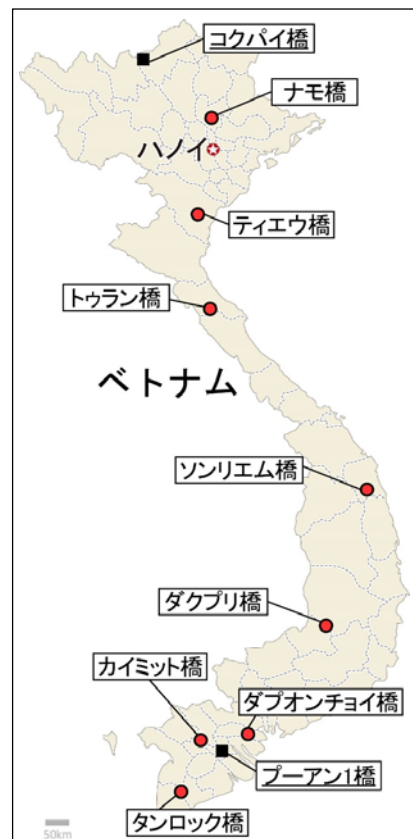 コクパイ橋
ナモ橋
ハノイ
ティエウ橋
トゥラン橋
ベトナム
ソンリエム橋
ダクプリ橋
カイミット橋
ダプオンチョイ橋
プーアン1橋
タンロック橋
50km